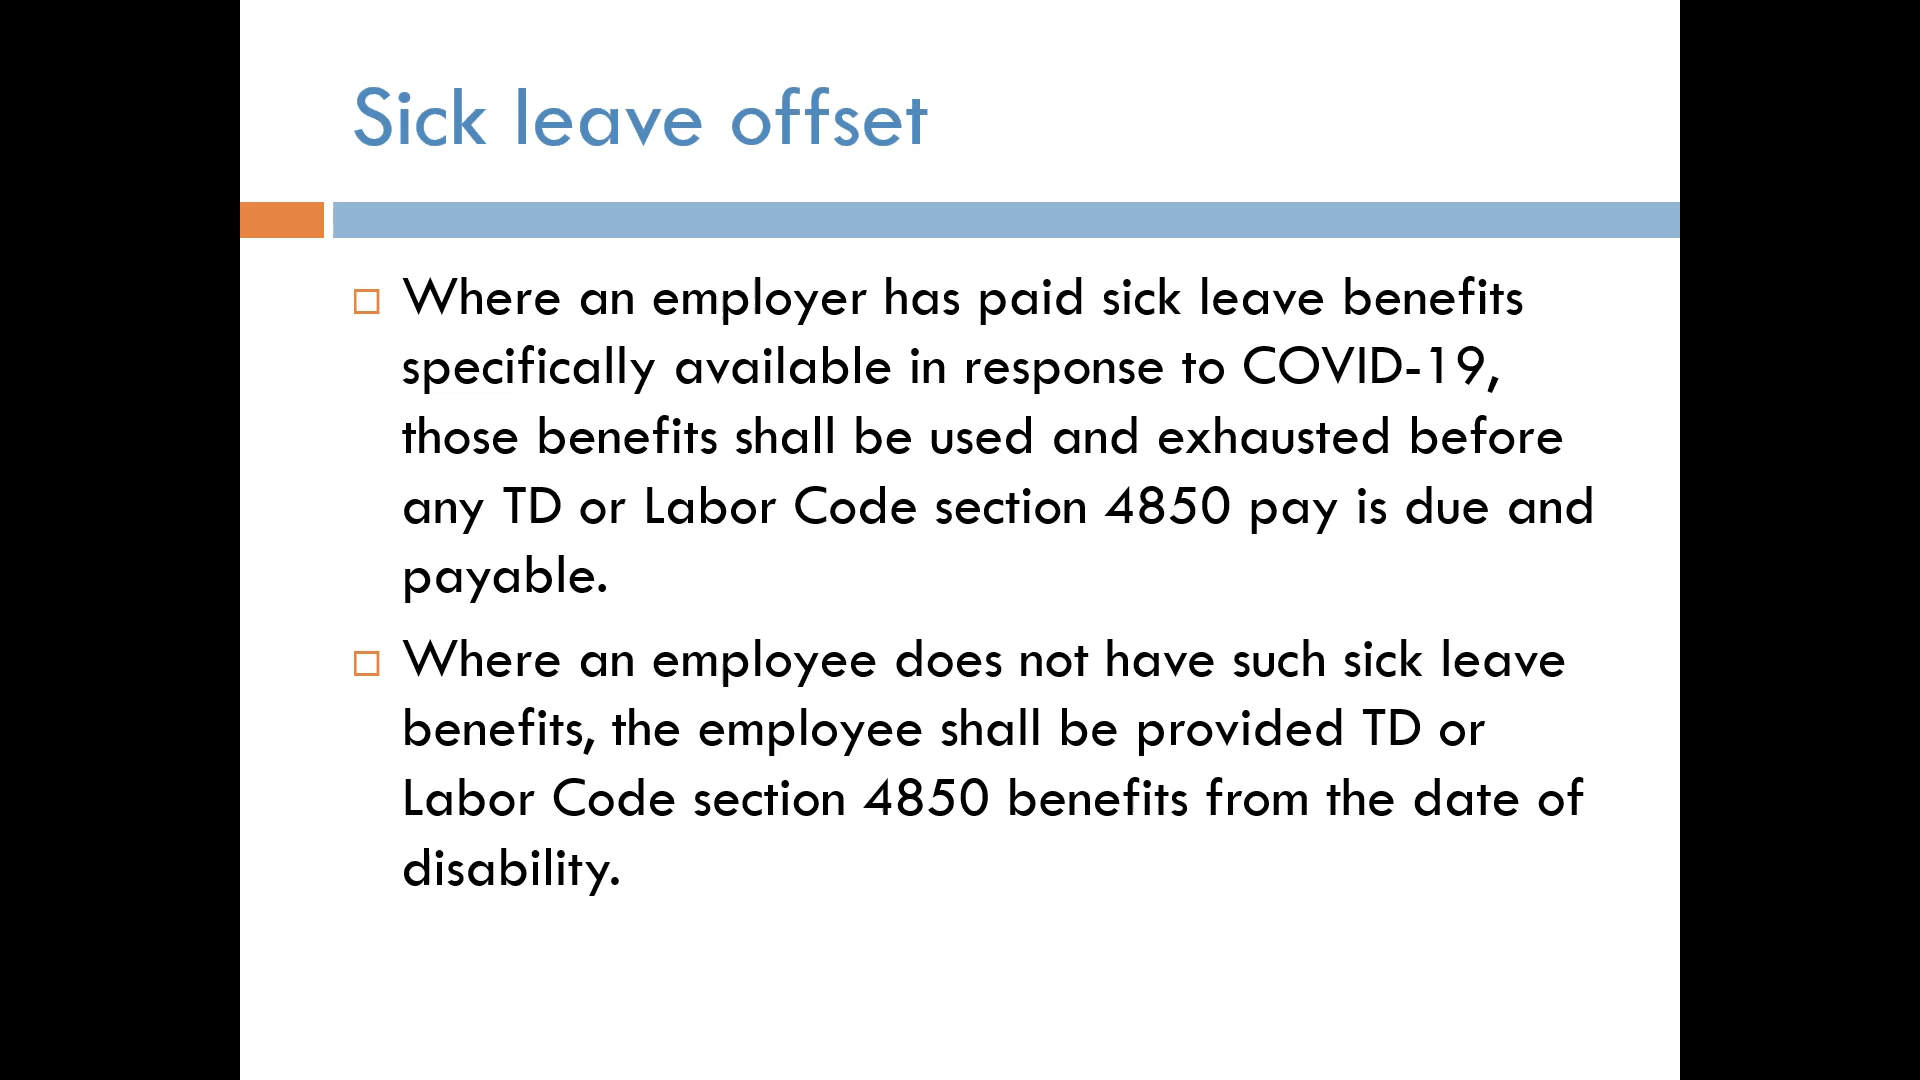 Sick leave offset
Where an employer has paid sick leave benefits
specifically available in response to COVID-19,
those benefits shall be used and exhausted before
any TD or Labor Code section 4850 pay is due and
payable.
Where an employee does not have such sick leave
benefits, the employee shall be provided TD or
Labor Code section 4850 benefits from the date of
disability.